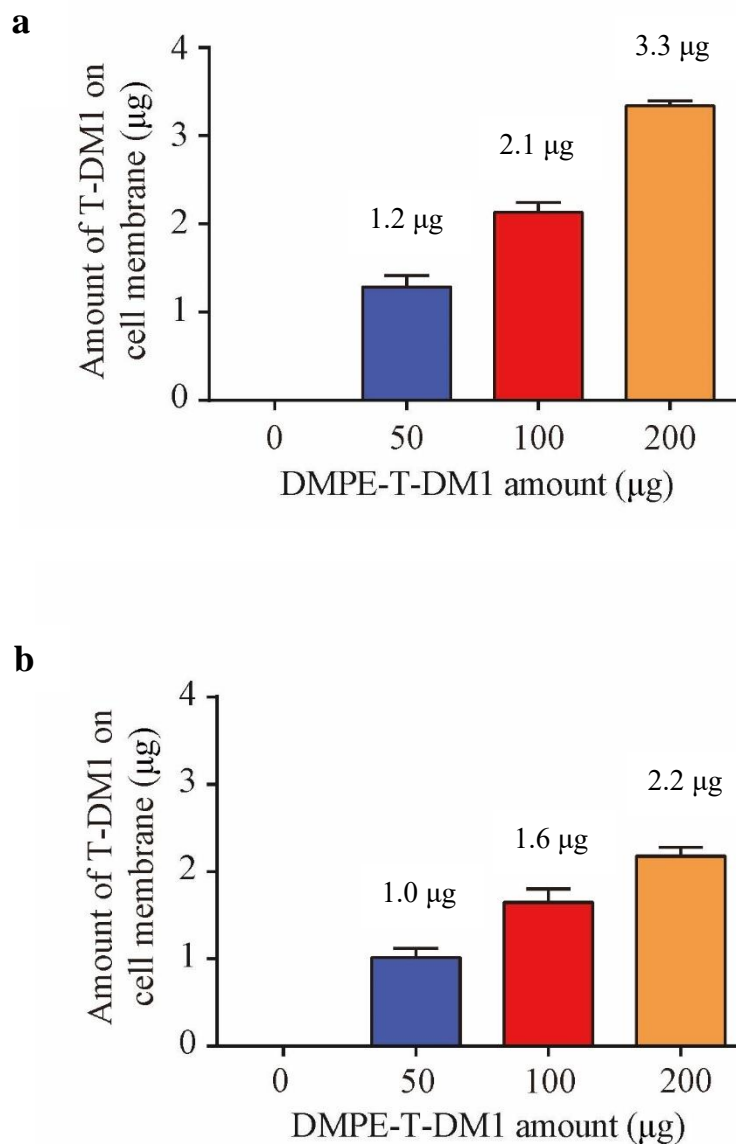 a
Amount of T-DM1 on
cell membrane (μg)
4
3
2
1
0
1.2 μg
2.1 μg
3.3 μg
0 50 100 200
DMPE-T-DM1 amount (μg)
b
Amount of T-DM1 on
cell membrane (μg)
4
3
2
1
0
1.0 μg
1.6 μg
2.2 μg
0 50 100 200
DMPE-T-DM1 amount (μg)